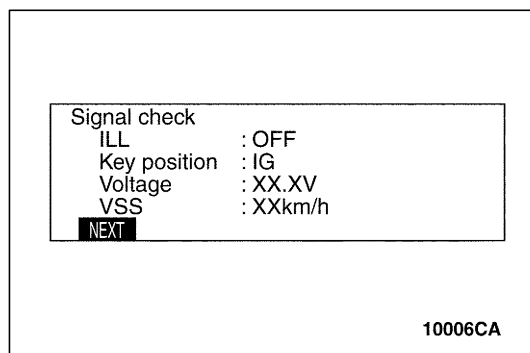 Signal check
ILL : OFF
Key position : IG
Voltage : XX.XV
VSS : XXkm/h
NEXT
10006CA